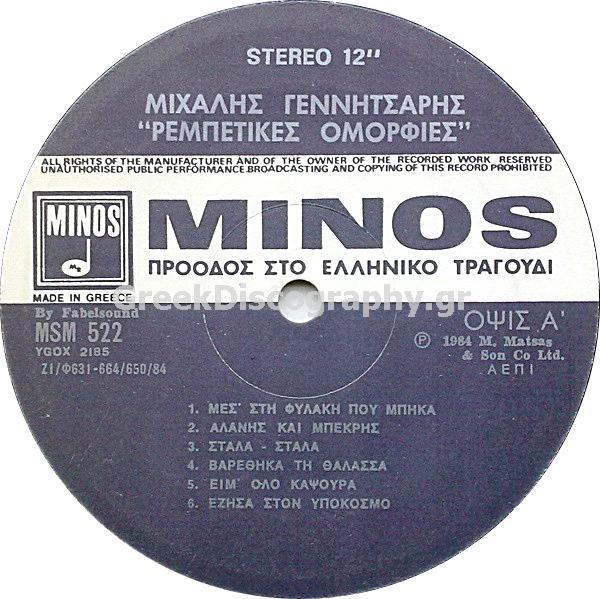 STEREO 12"
ΜΙΧΑΛΗΣ ΓΕΝΝΗΤΣΑΡΗΣ
"ΡΕΜΠΕΤΙΚΕΣ ΟΜΟΡΦΙΕΣ"
ALL RIGHTS OF THE MANUFACTURER AND OF THE OWNER OF THE RECORDED WORK RESERVED
UNAUTHORISED PUBLIC PERFORMANCE.BROADCASTING AND COPYING OF THIS RECORD PROHIBITED
MINOS
MINOS
ΠΡΟΟΔΟΣ ΣΤΟ ΕΛΛΗΝΙΚΟ ΤΡΑΓΟΥΔΙ
MADE IN GREECE
GreekDiscography.gr
By Fabelsound
MSM 522
YGOX 2185
Ζ1/Φ631-664/650/84
ΟΨΙΣ Α'
Ⓟ 1984 M. Matsas
& Son Co Ltd.
ΑΕΠΙ
1. ΜΕΣ' ΣΤΗ ΦΥΛΑΚΗ ΠΟΥ ΜΠΗΚΑ
2. ΑΛΑΝΗΣ ΚΑΙ ΜΠΕΚΡΗΣ
3. ΣΤΑΛΑ - ΣΤΑΛΑ
4. ΒΑΡΕΘΗΚΑ ΤΗ ΘΑΛΑΣΣΑ
5. ΕΙΜ' ΟΛΟ ΚΑΨΟΥΡΑ
6. ΕΖΗΣΑ ΣΤΟΝ ΥΠΟΚΟΣΜΟ